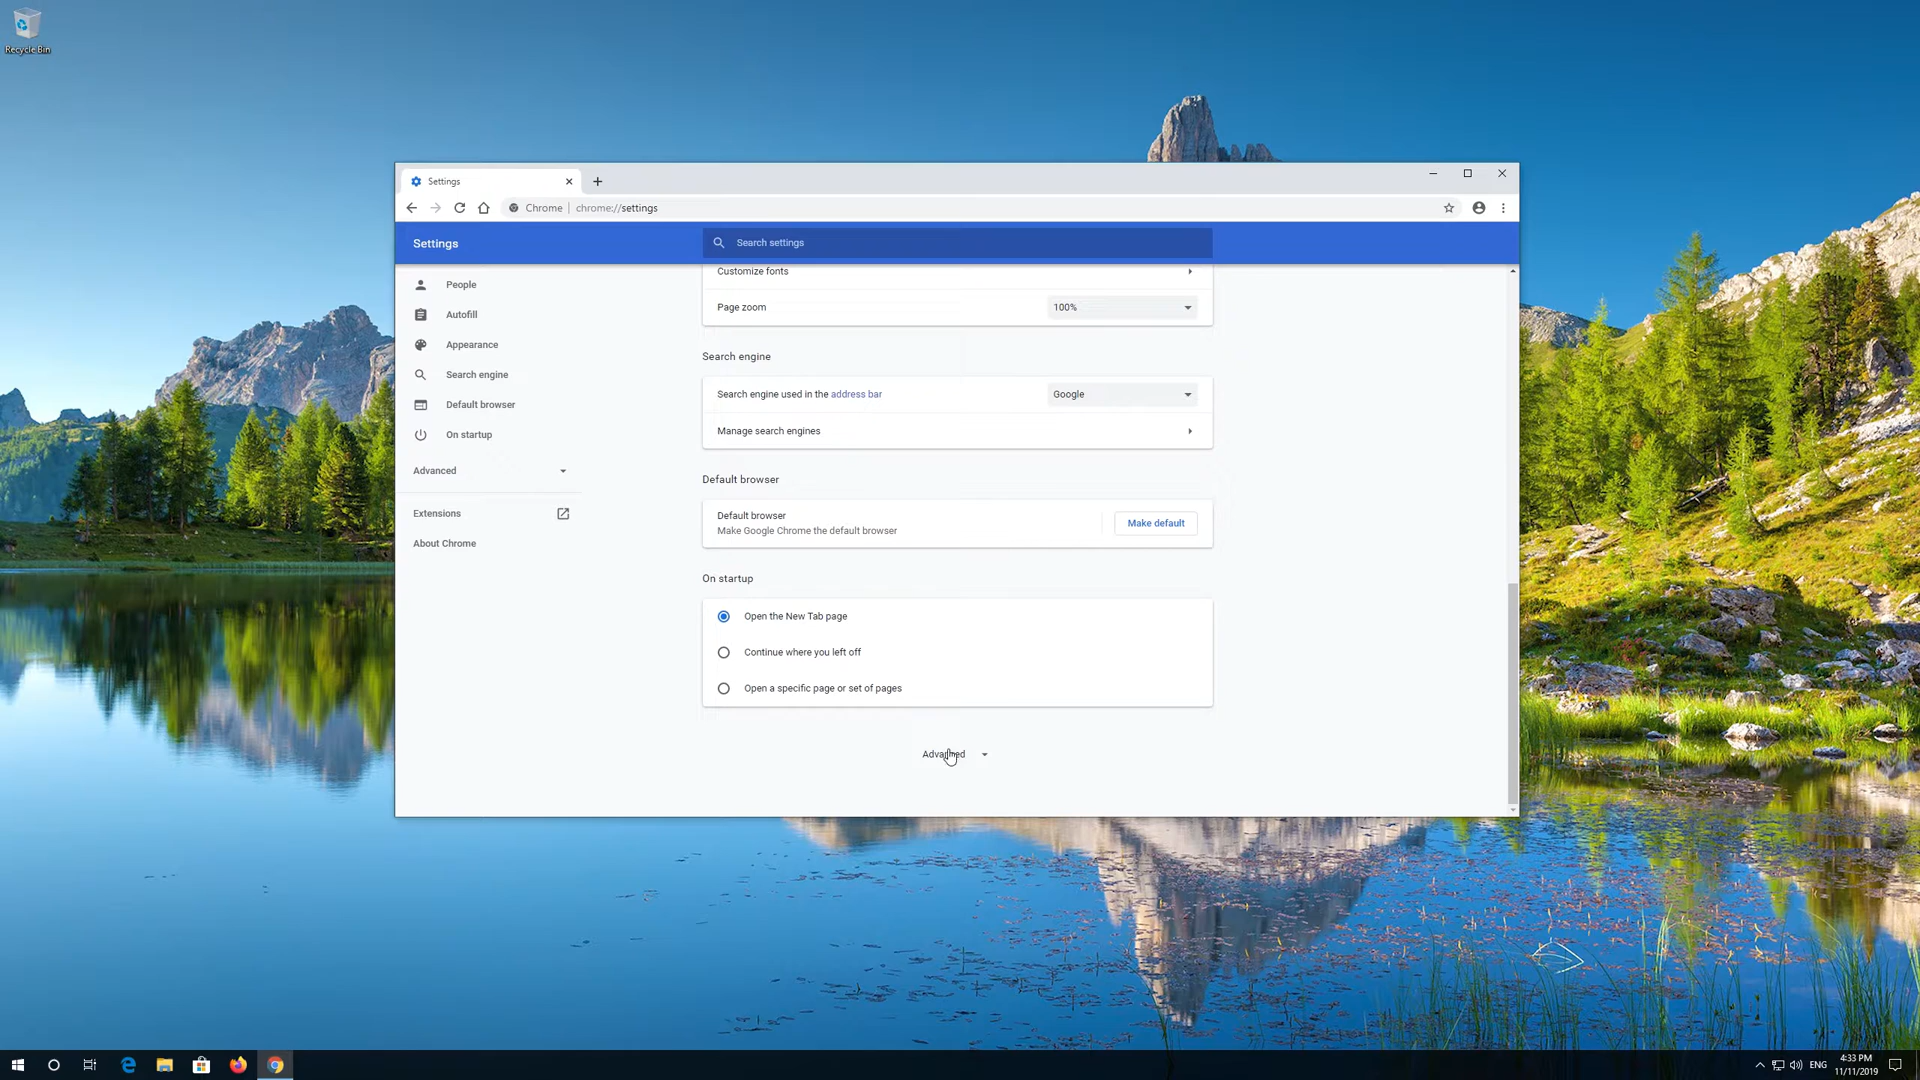 Recycle Bin
Settings
Chrome | chrome://settings
Settings
Search settings
People
Autofill
Appearance
Search engine
Default browser
On startup
Advanced
Extensions
About Chrome
Customize fonts
Page zoom
100%
Search engine
Search engine used in the address bar
Google
Manage search engines
Default browser
Default browser
Make Google Chrome the default browser
Make default
On startup
Open the New Tab page
Continue where you left off
Open a specific page or set of pages
Advanced
ENG
4:33 PM
11/11/2019